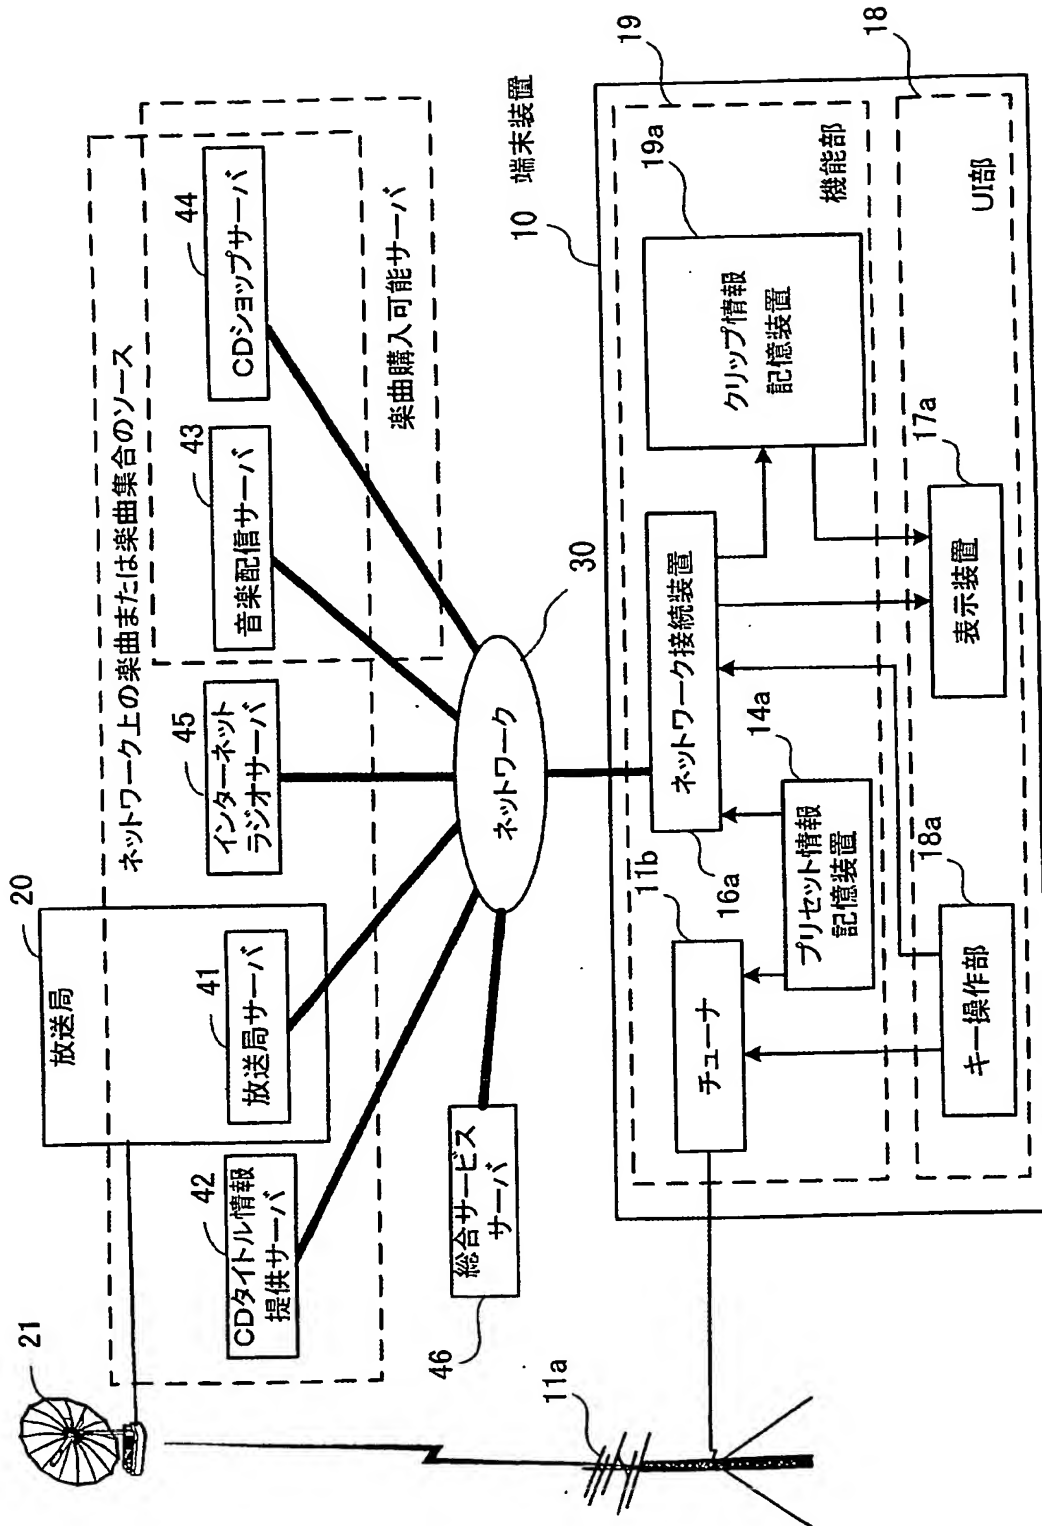 21
20
放送局
ネットワーク上の楽曲または楽曲集合のソース
42
CDタイトル情報
提供サーバ
41
放送局サーバ
45
インターネット
ラジオサーバ
43
音楽配信サーバ
44
CDショップサーバ
楽曲購入可能サーバ
46
総合サービス
サーバ
ネットワーク
30
11a
10 端末装置
19
機能部
11b
チューナ
14a
プリセット情報
記憶装置
16a
ネットワーク接続装置
19a
クリップ情報
記憶装置
18
UI部
18a
キー操作部
17a
表示装置